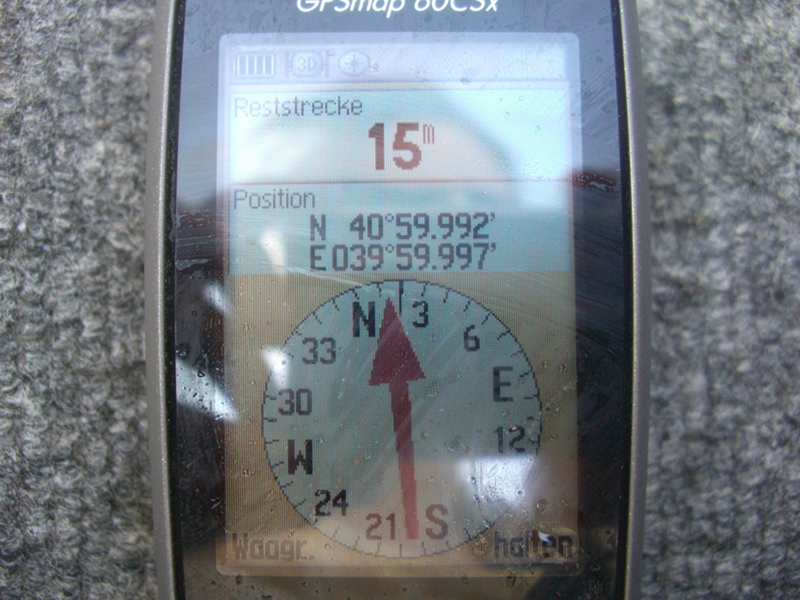 GPSmap 60CSx
3D
Reststrecke
15m
Position
N 40°59.992'
E039°59.997'
N 3
33 6
30 E
W 12
24
21 S
Waagr. halten